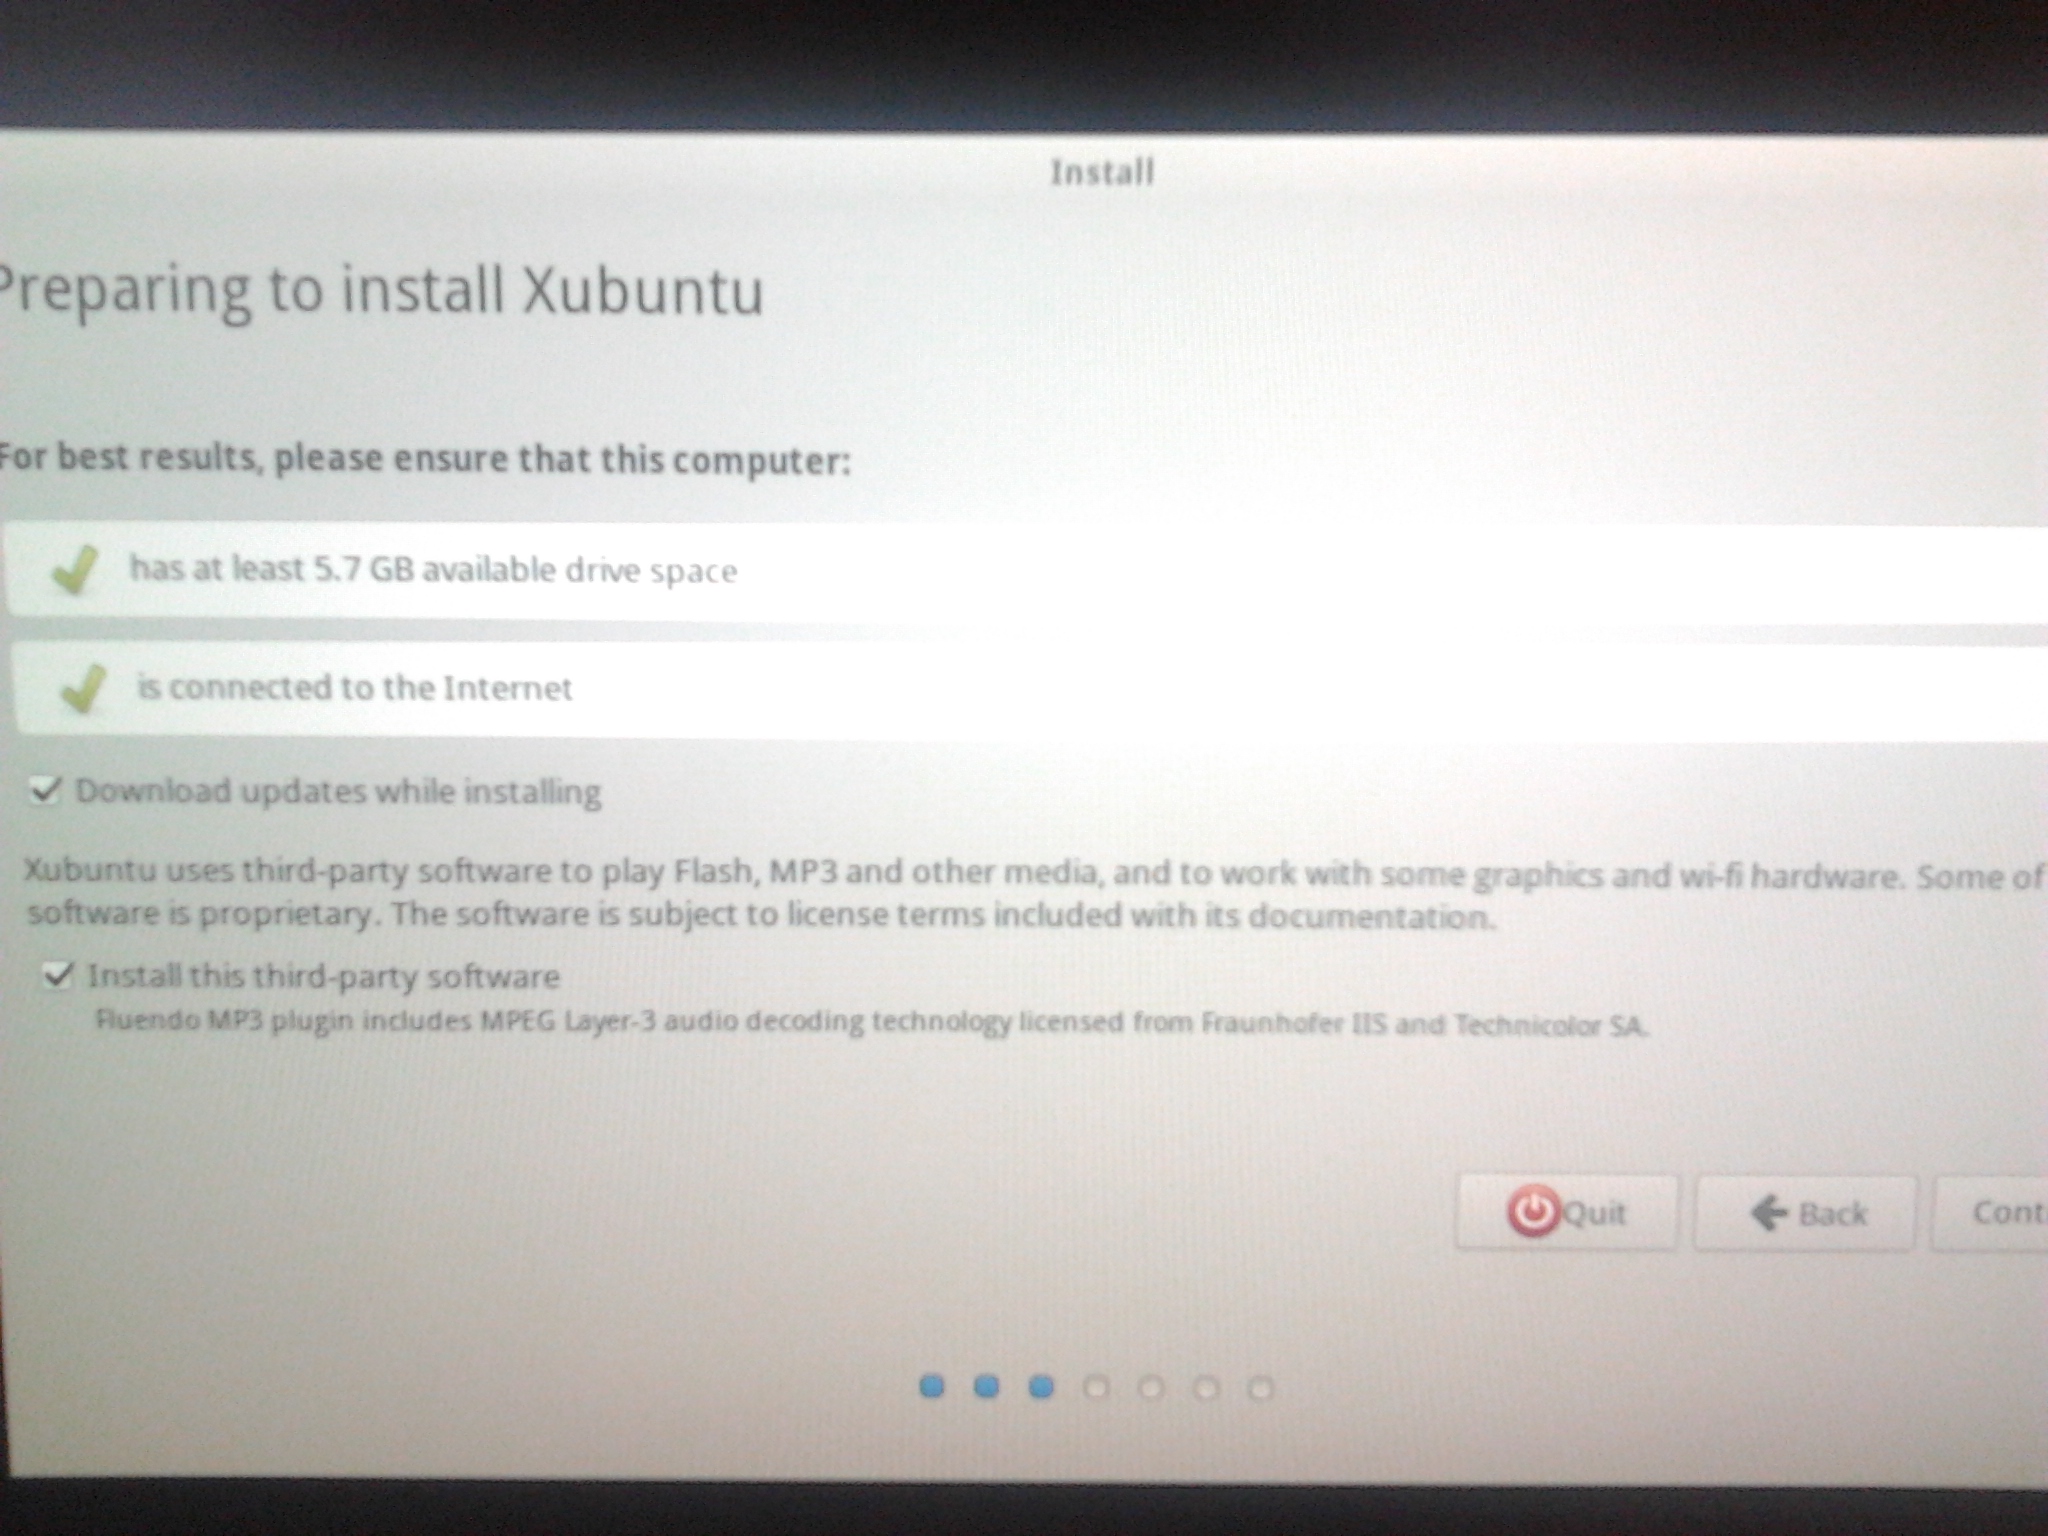 Install
Preparing to install Xubuntu
For best results, please ensure that this computer:
has at least 5.7 GB available drive space
is connected to the Internet
Download updates while installing
Xubuntu uses third-party software to play Flash, MP3 and other media, and to work with some graphics and wi-fi hardware. Some of
software is proprietary. The software is subject to license terms included with its documentation.
Install this third-party software
Fluendo MP3 plugin includes MPEG Layer-3 audio decoding technology licensed from Fraunhofer IIS and Technicolor SA.
Quit
Back
Cont